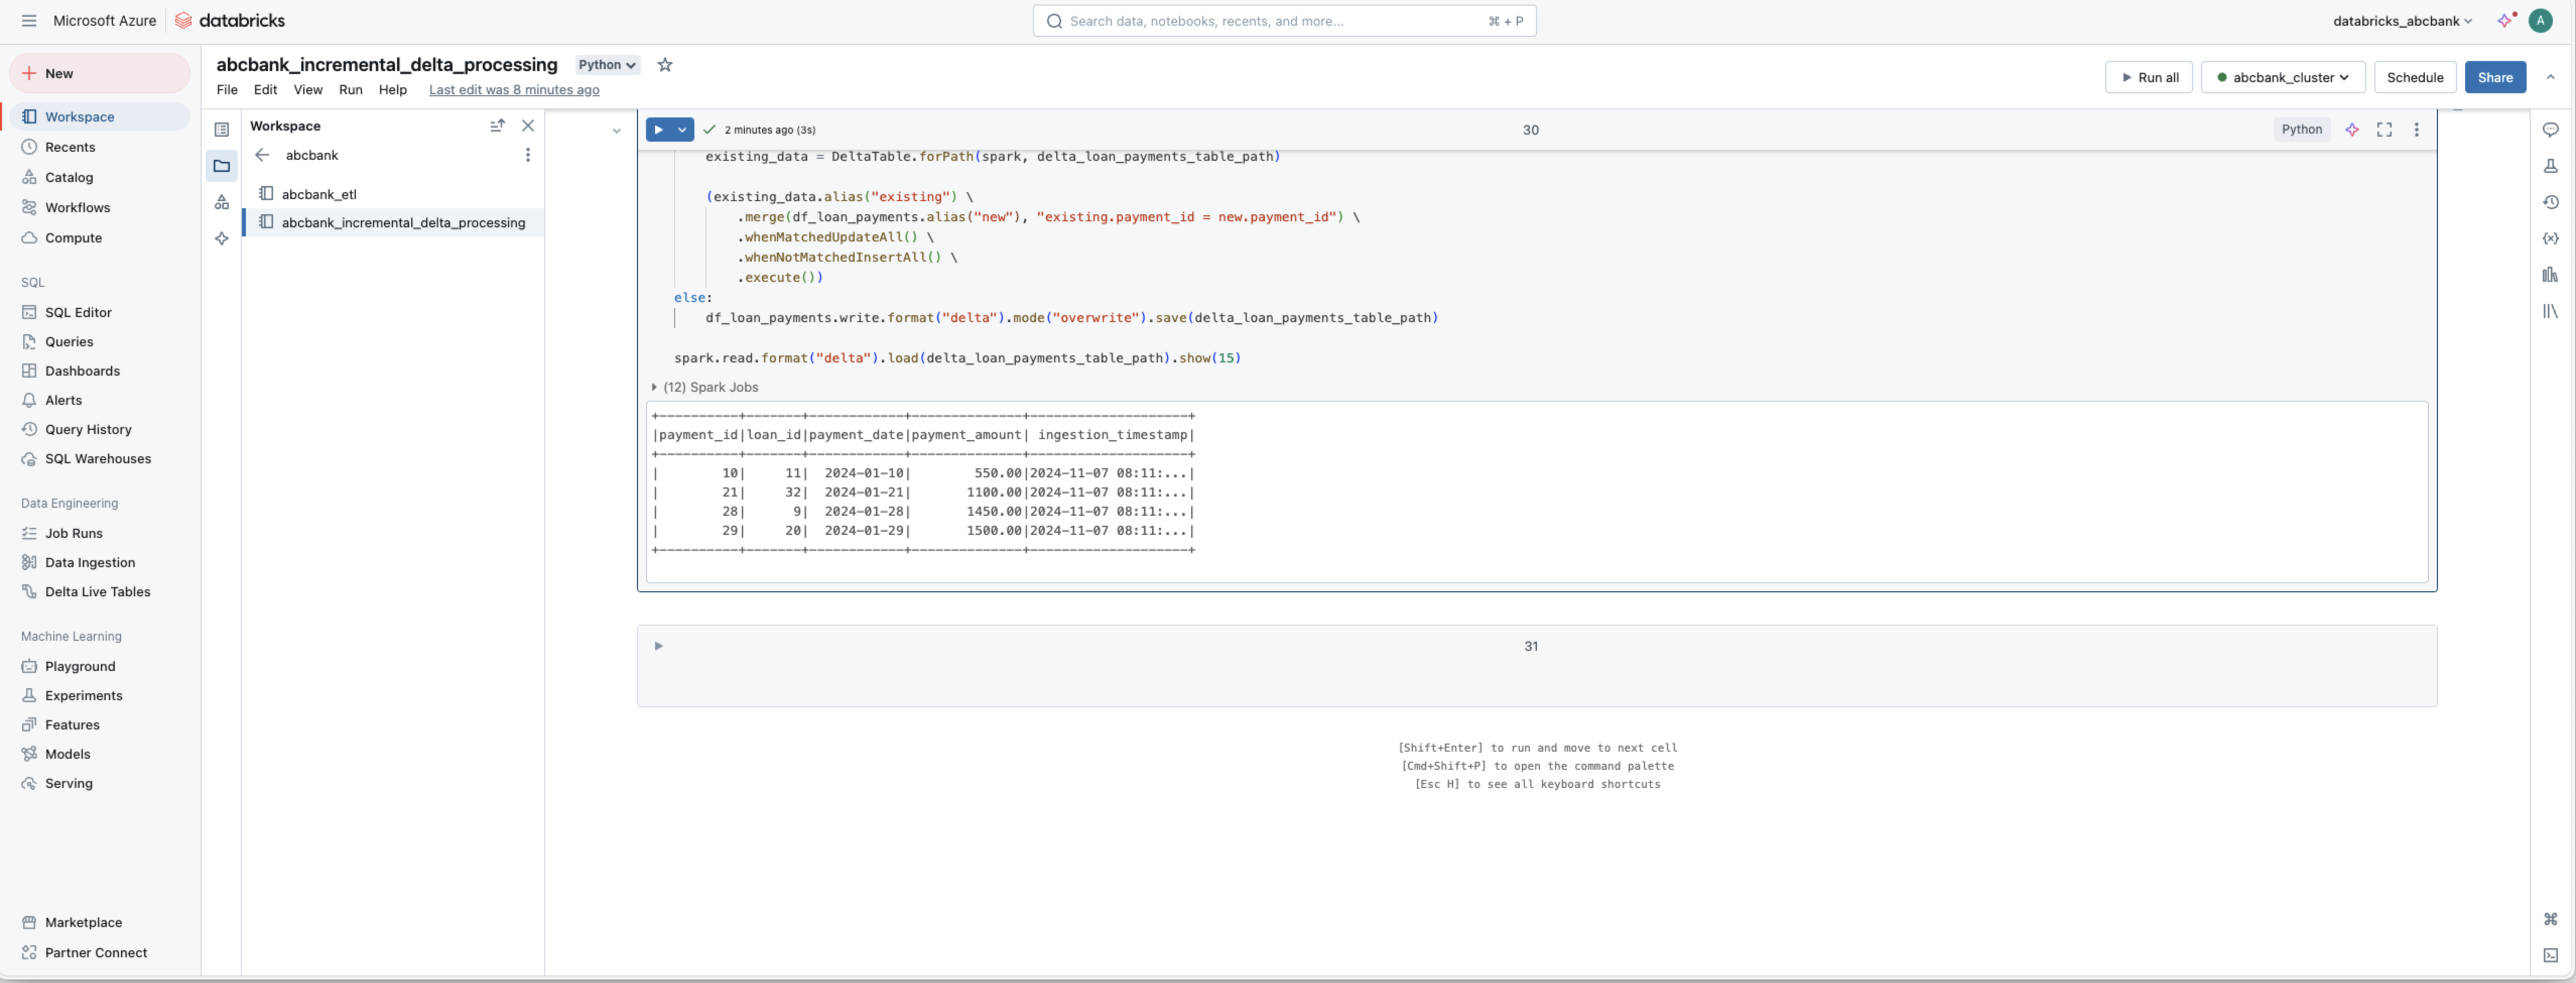 Microsoft Azure databricks
Search data, notebooks, recents, and more... ⌘ + P
databricks_abcbank
A
New
Workspace
Recents
Catalog
Workflows
Compute
SQL
SQL Editor
Queries
Dashboards
Alerts
Query History
SQL Warehouses
Data Engineering
Job Runs
Data Ingestion
Delta Live Tables
Machine Learning
Playground
Experiments
Features
Models
Serving
Marketplace
Partner Connect
abcbank_incremental_delta_processing Python
File Edit View Run Help Last edit was 8 minutes ago
Run all abcbank_cluster Schedule Share
Workspace
abcbank
abcbank_etl
abcbank_incremental_delta_processing
2 minutes ago (3s) 30 Python
existing_data = DeltaTable.forPath(spark, delta_loan_payments_table_path)
(existing_data.alias("existing") \
.merge(df_loan_payments.alias("new"), "existing.payment_id = new.payment_id") \
.whenMatchedUpdateAll() \
.whenNotMatchedInsertAll() \
.execute())
else:
df_loan_payments.write.format("delta").mode("overwrite").save(delta_loan_payments_table_path)
spark.read.format("delta").load(delta_loan_payments_table_path).show(15)
(12) Spark Jobs
+----------+-------+------------+--------------+--------------------+
|payment_id|loan_id|payment_date|payment_amount| ingestion_timestamp|
+----------+-------+------------+--------------+--------------------+
| 10| 11| 2024-01-10| 550.00|2024-11-07 08:11:...|
| 21| 32| 2024-01-21| 1100.00|2024-11-07 08:11:...|
| 28| 9| 2024-01-28| 1450.00|2024-11-07 08:11:...|
| 29| 20| 2024-01-29| 1500.00|2024-11-07 08:11:...|
+----------+-------+------------+--------------+--------------------+
31
[Shift+Enter] to run and move to next cell
[Cmd+Shift+P] to open the command palette
[Esc H] to see all keyboard shortcuts